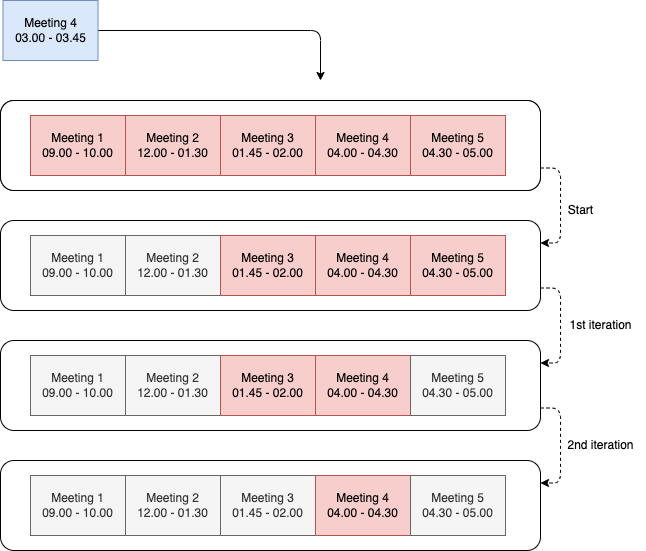 Meeting 4
03.00 - 03.45
Meeting 1
09.00 - 10.00
Meeting 2
12.00 - 01.30
Meeting 3
01.45 - 02.00
Meeting 4
04.00 - 04.30
Meeting 5
04.30 - 05.00
Start
Meeting 1
09.00 - 10.00
Meeting 2
12.00 - 01.30
Meeting 3
01.45 - 02.00
Meeting 4
04.00 - 04.30
Meeting 5
04.30 - 05.00
1st iteration
Meeting 1
09.00 - 10.00
Meeting 2
12.00 - 01.30
Meeting 3
01.45 - 02.00
Meeting 4
04.00 - 04.30
Meeting 5
04.30 - 05.00
2nd iteration
Meeting 1
09.00 - 10.00
Meeting 2
12.00 - 01.30
Meeting 3
01.45 - 02.00
Meeting 4
04.00 - 04.30
Meeting 5
04.30 - 05.00